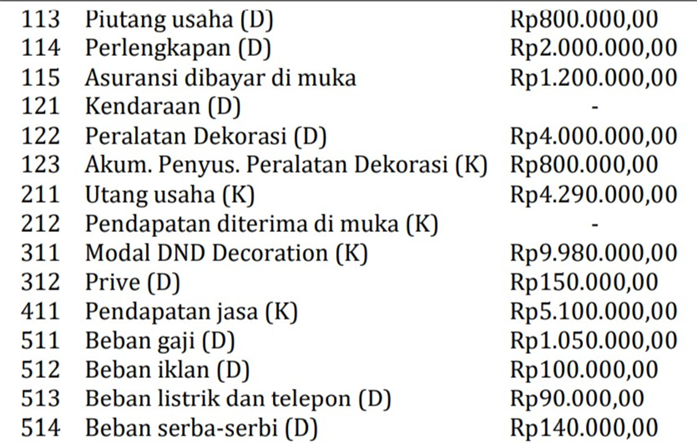 113 Piutang usaha (D) Rp800.000,00
114 Perlengkapan (D) Rp2.000.000,00
115 Asuransi dibayar di muka Rp1.200.000,00
121 Kendaraan (D) -
122 Peralatan Dekorasi (D) Rp4.000.000,00
123 Akum. Penyus. Peralatan Dekorasi (K) Rp800.000,00
211 Utang usaha (K) Rp4.290.000,00
212 Pendapatan diterima di muka (K) -
311 Modal DND Decoration (K) Rp9.980.000,00
312 Prive (D) Rp150.000,00
411 Pendapatan jasa (K) Rp5.100.000,00
511 Beban gaji (D) Rp1.050.000,00
512 Beban iklan (D) Rp100.000,00
513 Beban listrik dan telepon (D) Rp90.000,00
514 Beban serba-serbi (D) Rp140.000,00